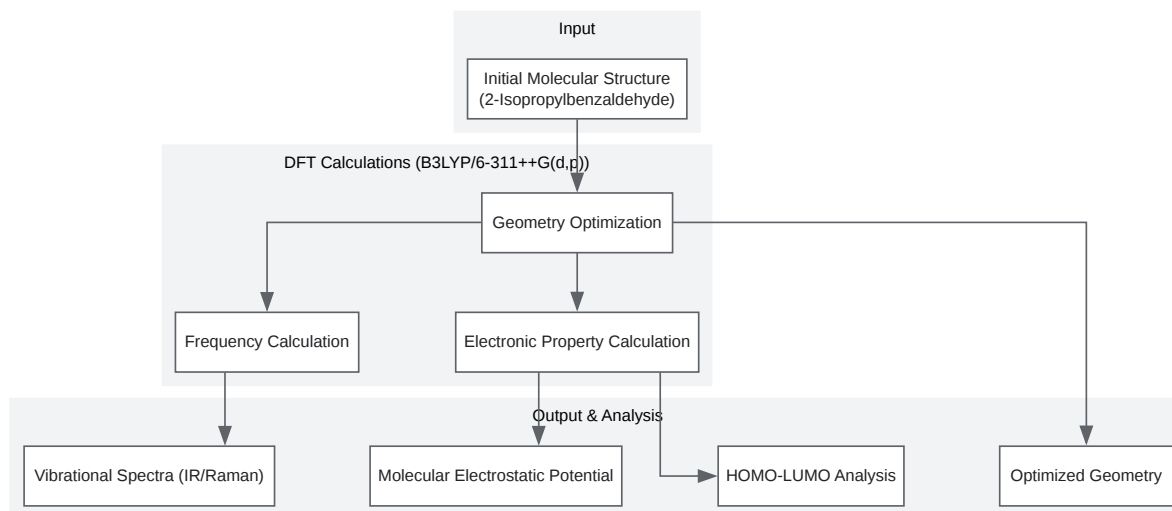 Input
Initial Molecular Structure
(2-Isopropylbenzaldehyde)
DFT Calculations (B3LYP/6-311++G(d,p))
Geometry Optimization
Frequency Calculation
Electronic Property Calculation
Output & Analysis
Vibrational Spectra (IR/Raman)
Molecular Electrostatic Potential
HOMO-LUMO Analysis
Optimized Geometry